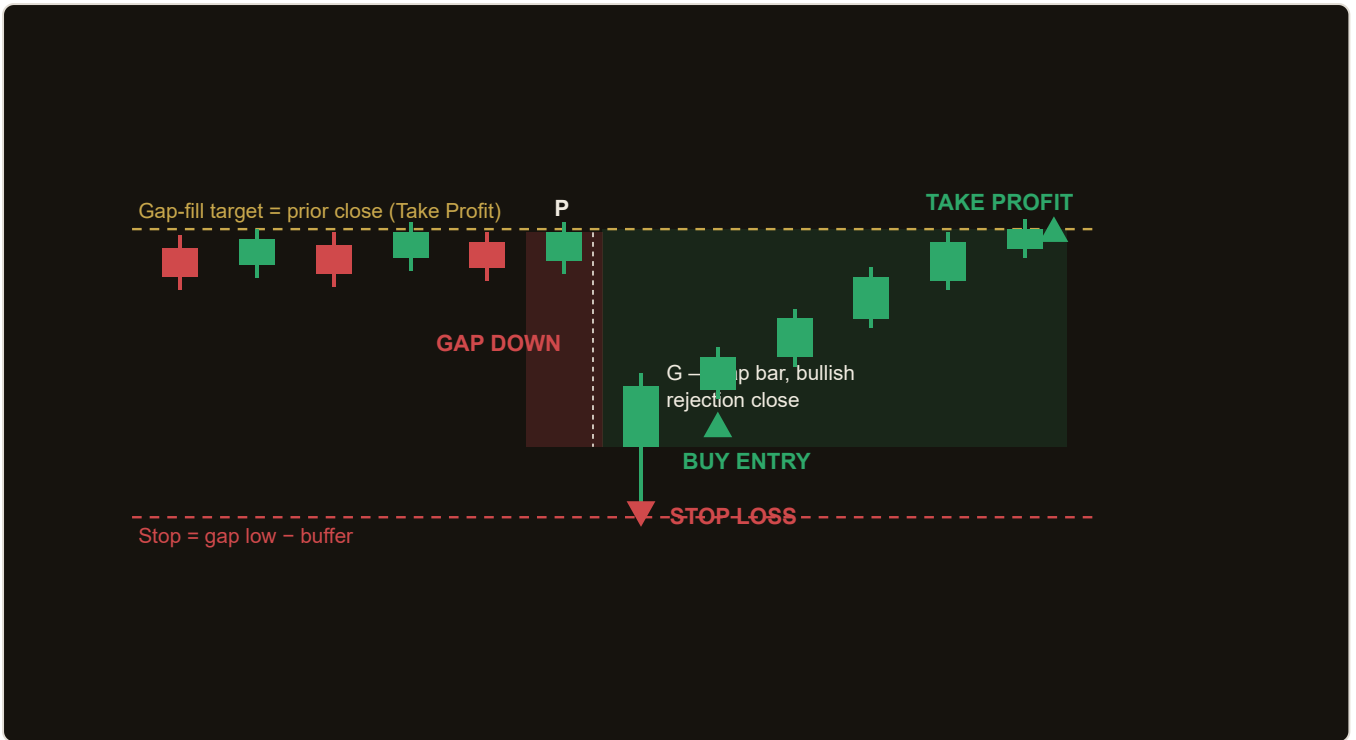 Gap-fill target = prior close (Take Profit)
P
TAKE PROFIT
GAP DOWN
G – p bar, bullish
rejection close
BUY ENTRY
STOP LOSS
Stop = gap low − buffer